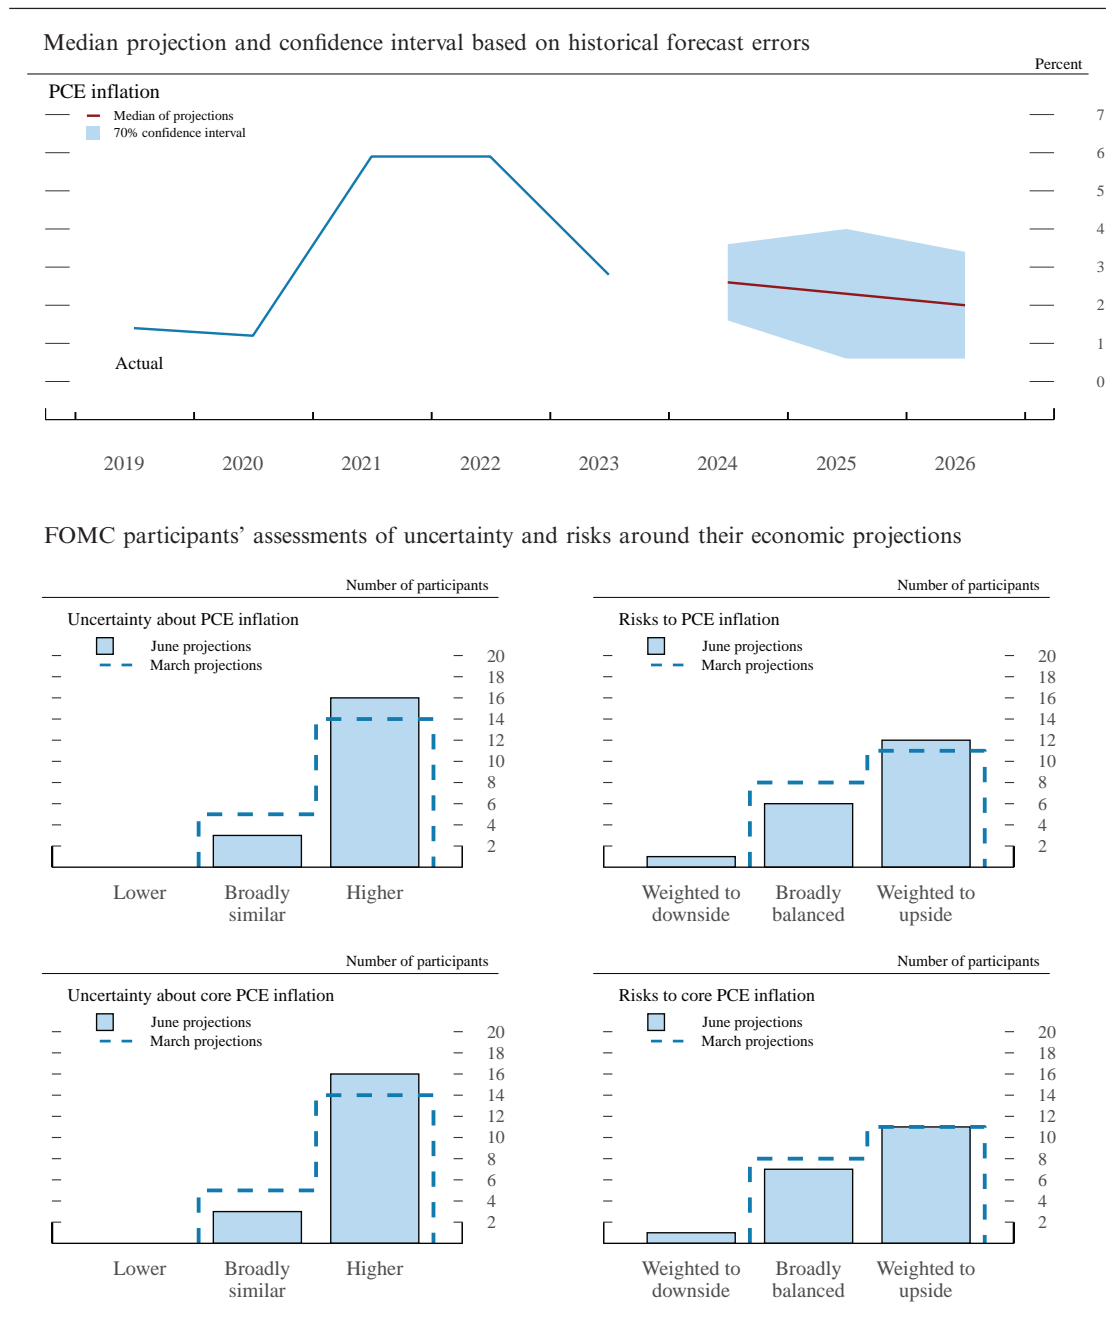 Median projection and confidence interval based on historical forecast errors
Percent
PCE inflation
Median of projections
70% confidence interval
7
6
5
4
3
2
1
0
Actual
2019 2020 2021 2022 2023 2024 2025 2026
FOMC participants’ assessments of uncertainty and risks around their economic projections
Number of participants
Uncertainty about PCE inflation
June projections
March projections
20
18
16
14
12
10
8
6
4
2
Lower Broadly similar Higher
Number of participants
Risks to PCE inflation
June projections
March projections
20
18
16
14
12
10
8
6
4
2
Weighted to downside Broadly balanced Weighted to upside
Number of participants
Uncertainty about core PCE inflation
June projections
March projections
20
18
16
14
12
10
8
6
4
2
Lower Broadly similar Higher
Number of participants
Risks to core PCE inflation
June projections
March projections
20
18
16
14
12
10
8
6
4
2
Weighted to downside Broadly balanced Weighted to upside